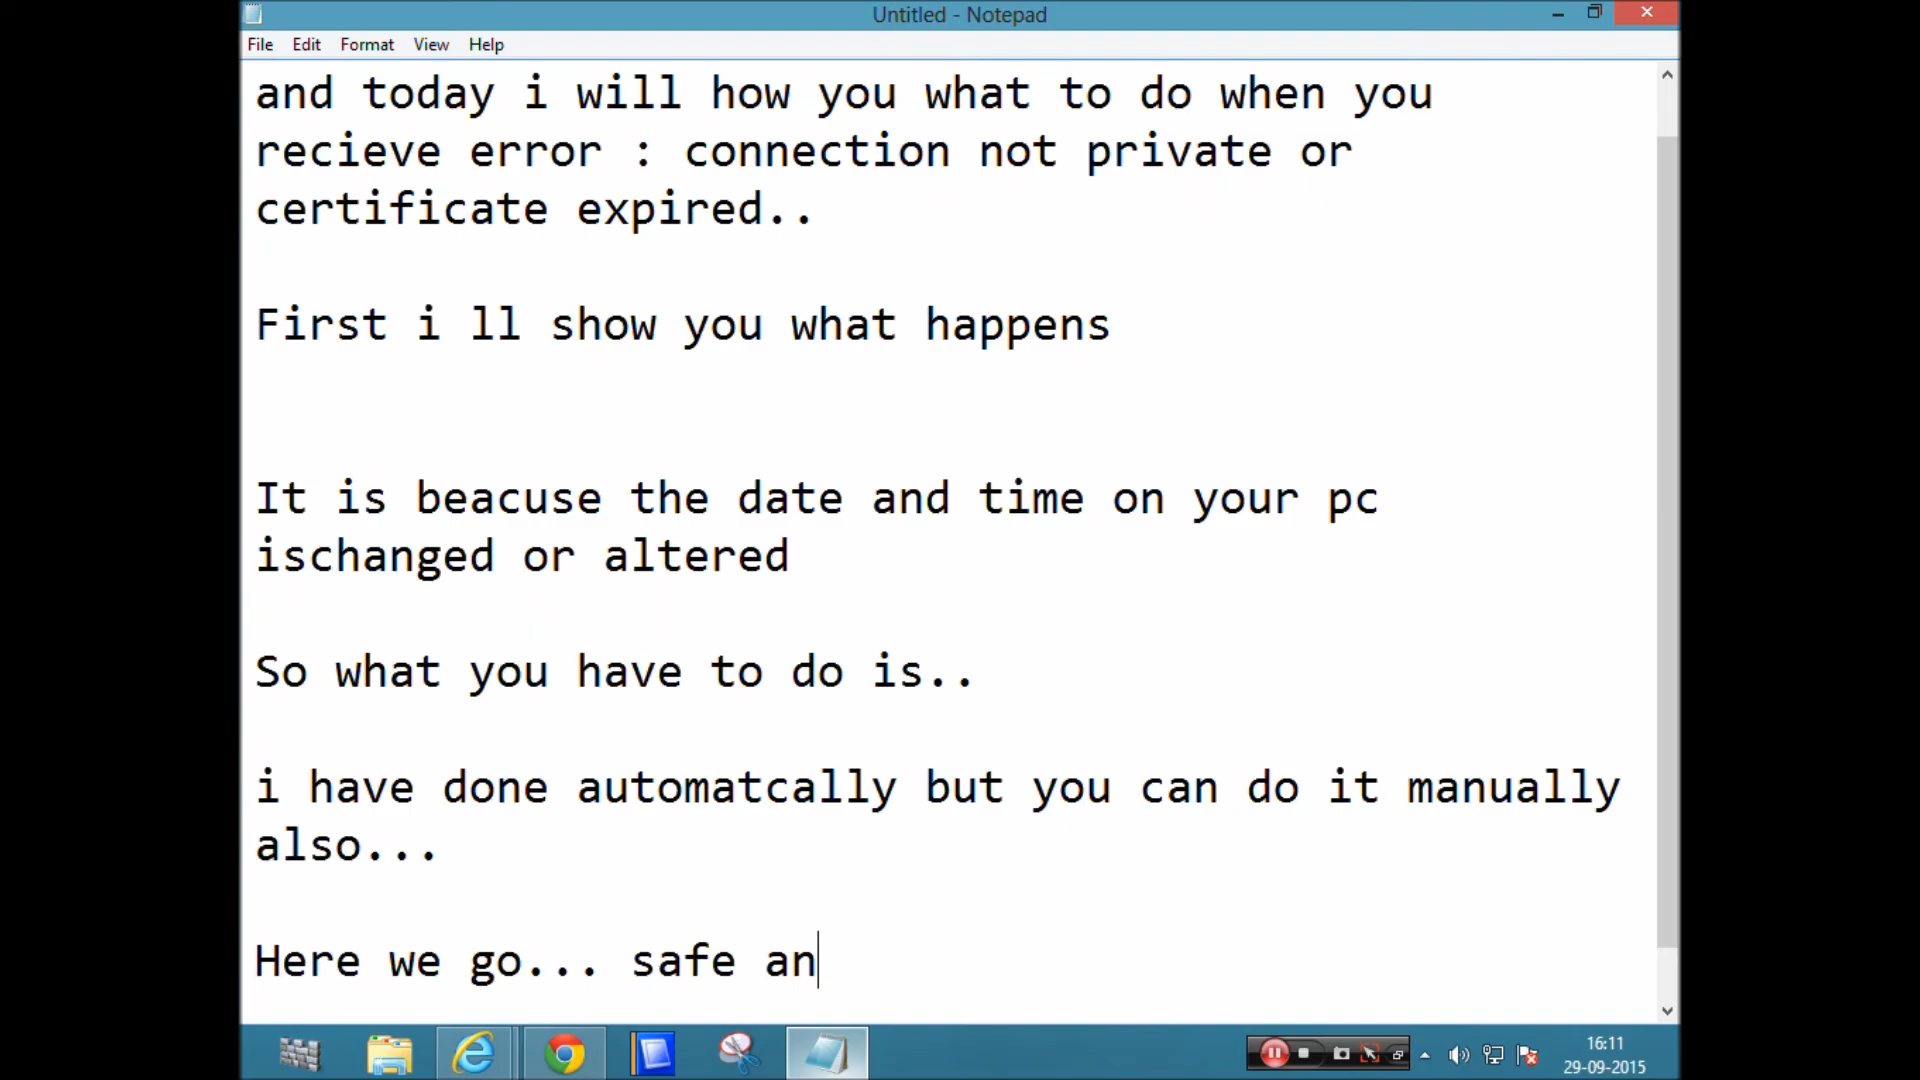 Untitled - Notepad
File Edit Format View Help
and today i will how you what to do when you
recieve error : connection not private or
certificate expired..
First i ll show you what happens
It is beacuse the date and time on your pc
ischanged or altered
So what you have to do is..
i have done automatcally but you can do it manually
also...
Here we go... safe an
16:11
29-09-2015